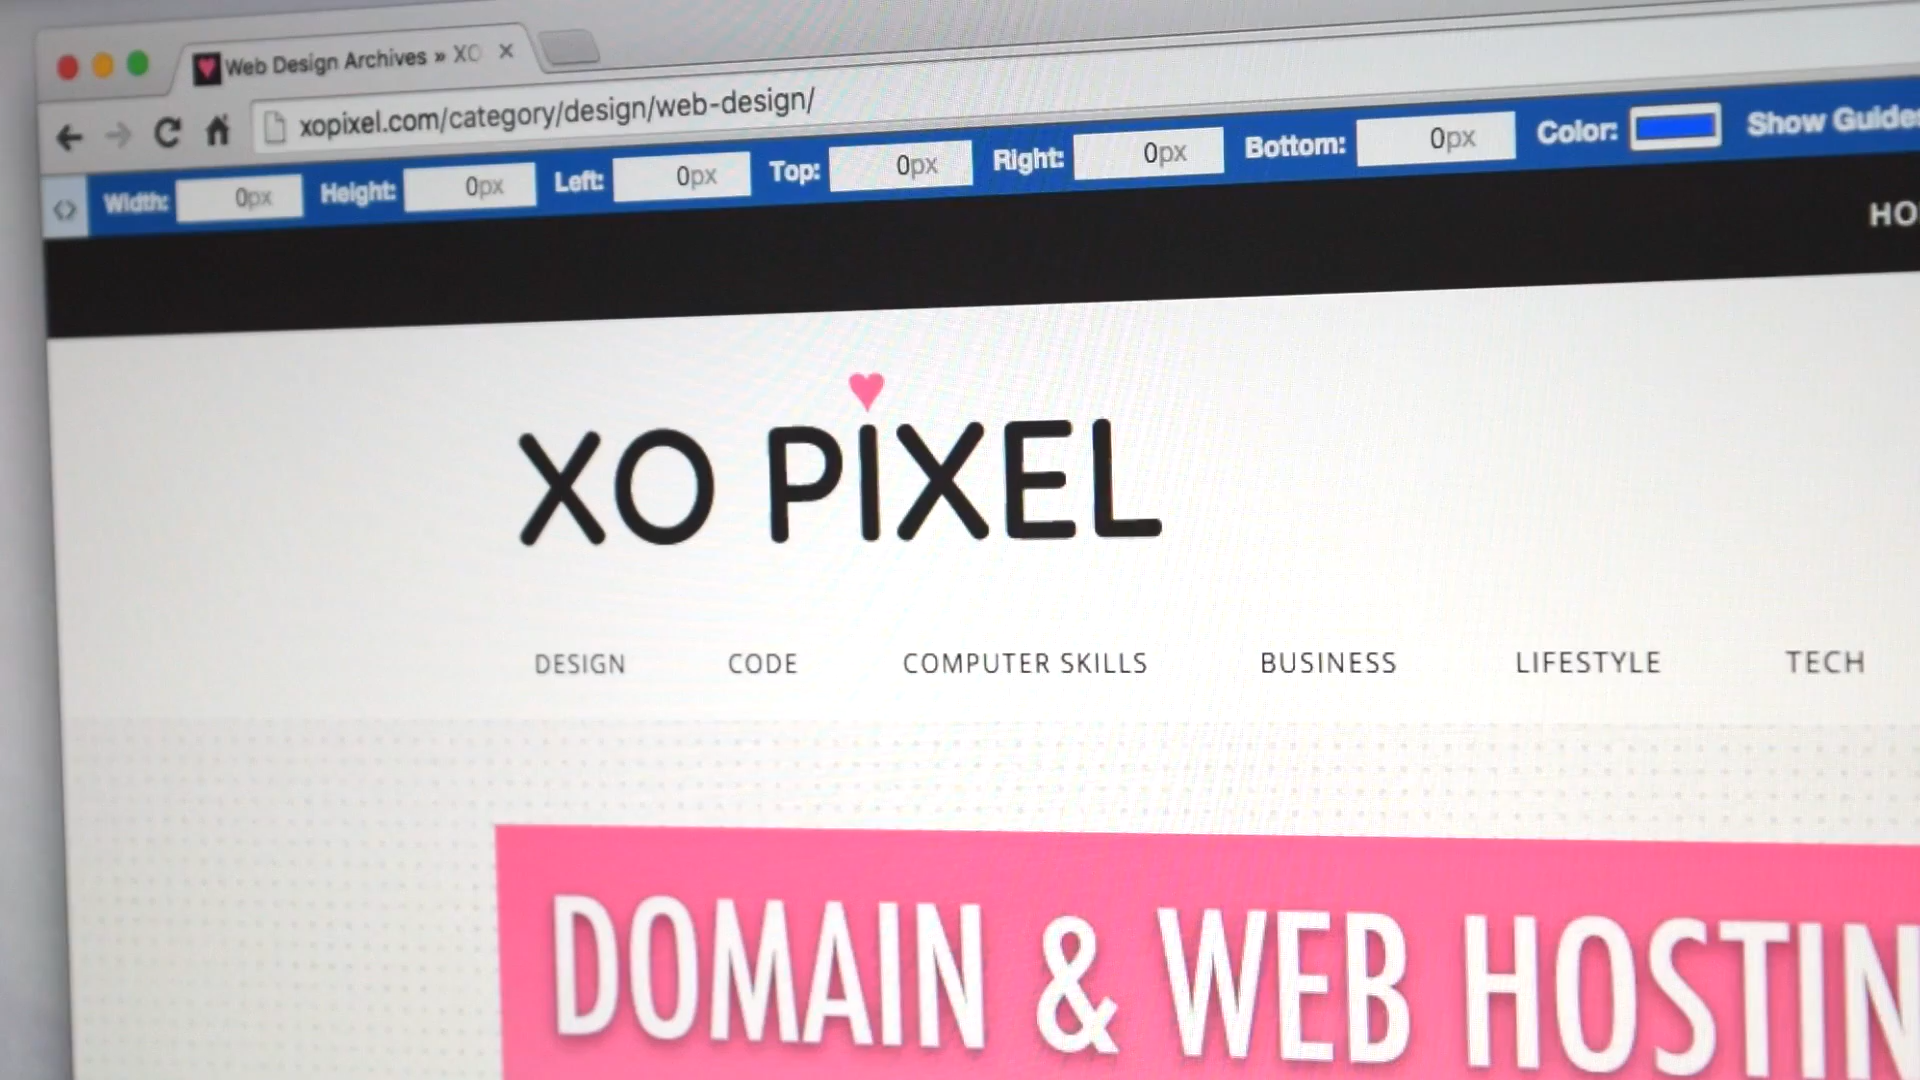 Web Design Archives » XO
xopixel.com/category/design/web-design/
Width: 0px Height: 0px Left: 0px Top: 0px Right: 0px Bottom: 0px Color: Show Guides
HO
XO PIXEL
DESIGN CODE COMPUTER SKILLS BUSINESS LIFESTYLE TECH
DOMAIN & WEB HOSTIN